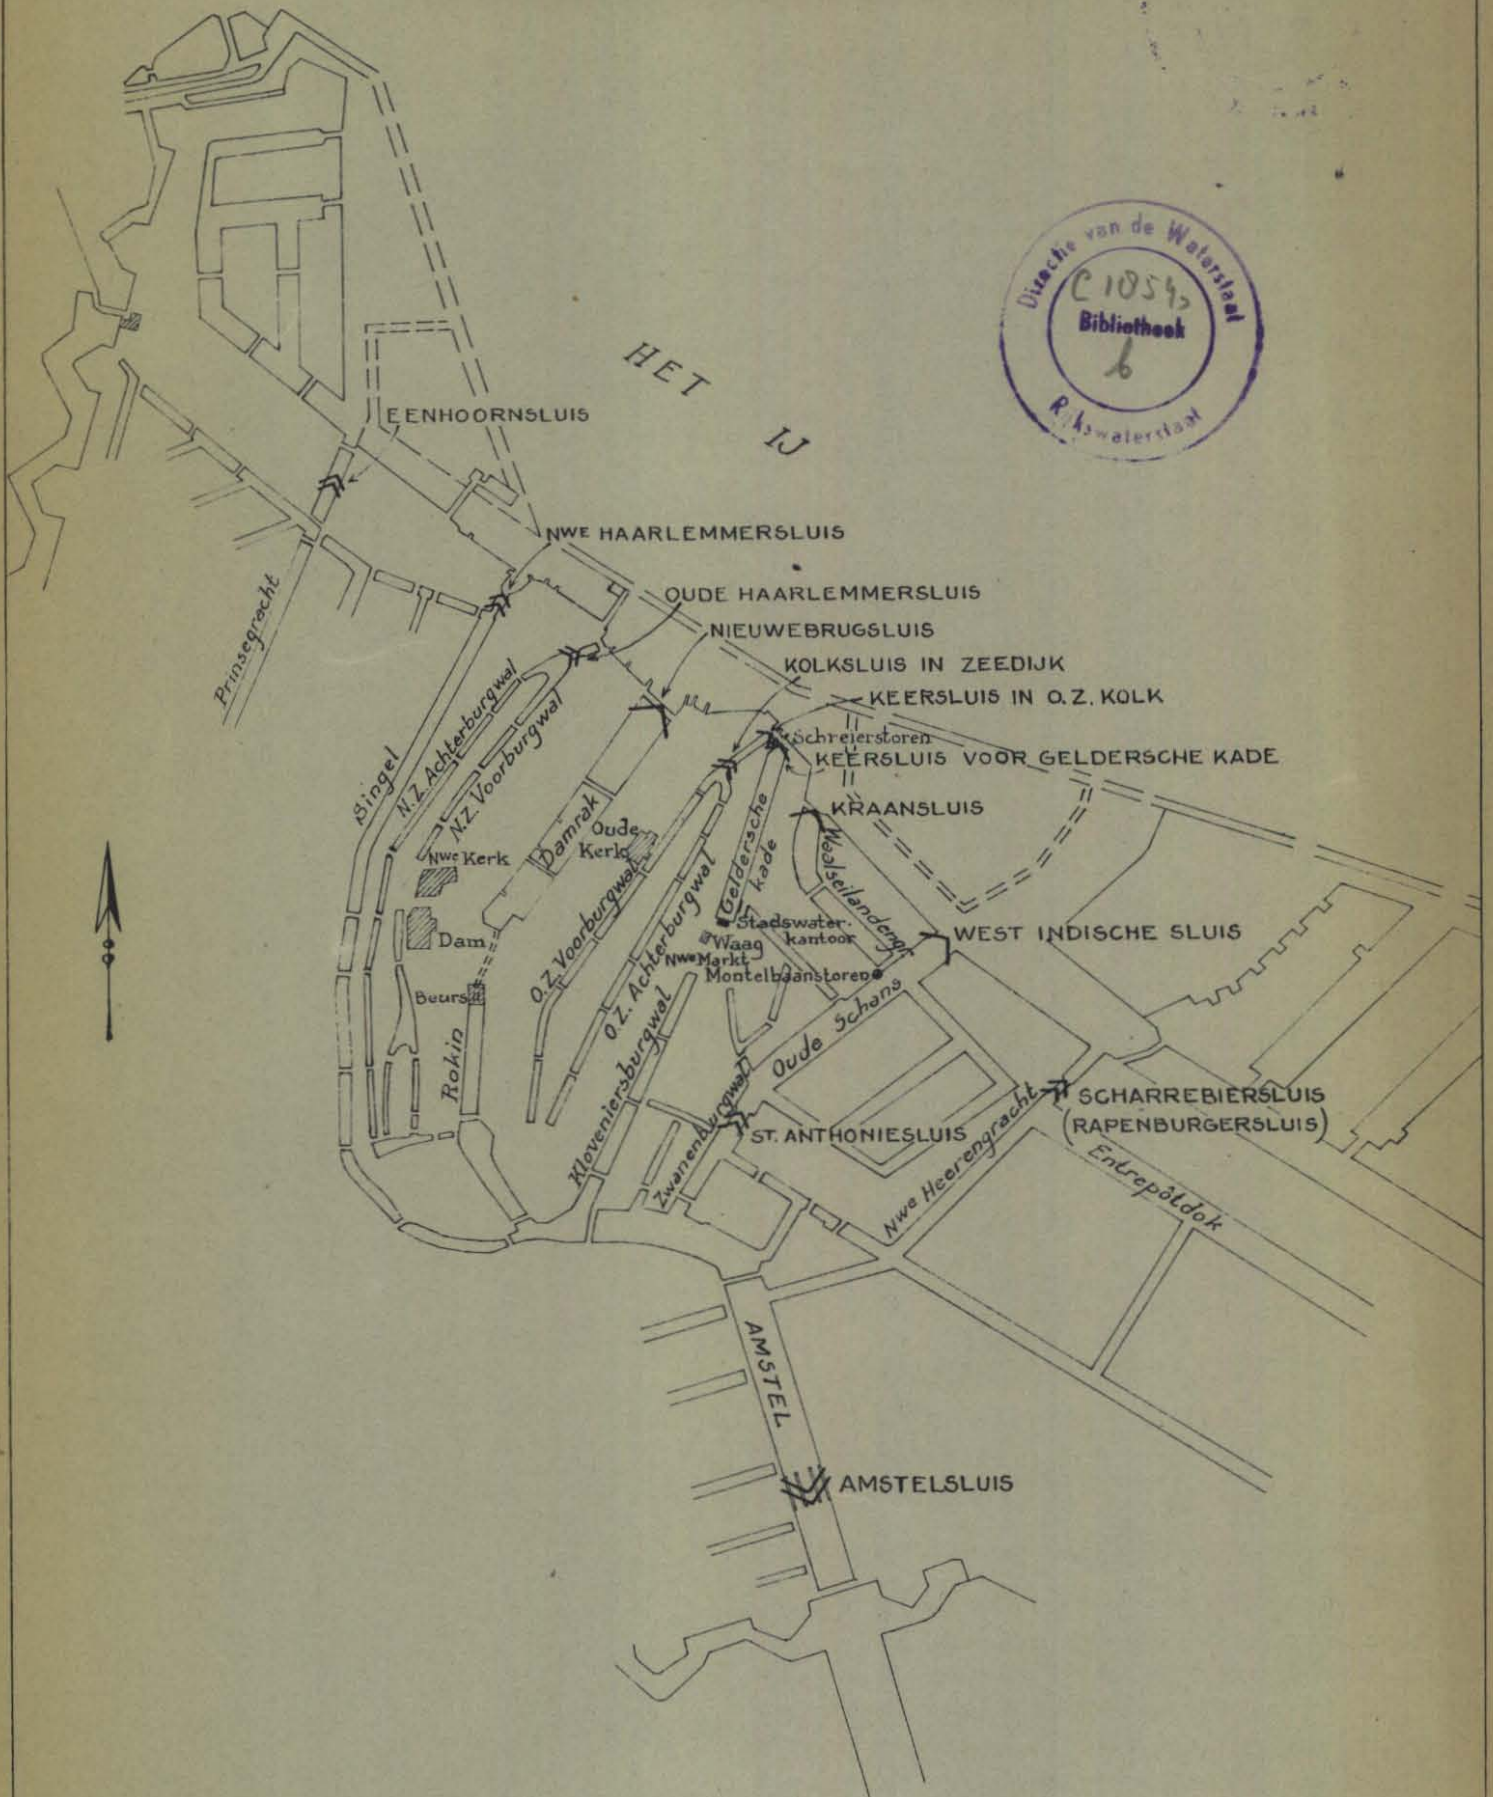 Directie van de Waterstaat
C 1854
Bibliotheek
b
Rijkswaterstaat
HET
IJ
EENHOORNSLUIS
NWE HAARLEMMERSLUIS
OUDE HAARLEMMERSLUIS
NIEUWEBRUGSLUIS
KOLKSLUIS IN ZEEDIJK
KEERSLUIS IN O.Z. KOLK
Schreierstoren
KEERSLUIS VOOR GELDERSCHE KADE
KRAANSLUIS
Prinsegracht
Singel
N.Z. Achterburgwal
N.Z. Voorburgwal
Damrak
Oude
Kerk
Nwe Kerk
Geldersche
kade
Waalseilandengr.
Dam
O.Z. Voorburgwal
O.Z. Achterburgwal
Stadswater-
kantoor
Waag
Nwe Markt
Montelbaanstoren
WEST INDISCHE SLUIS
Beurs
Rokin
Kloveniersburgwal
Oude Schans
Zwanenburgwal
ST. ANTHONIESLUIS
SCHARREBIERSLUIS
(RAPENBURGERSLUIS)
Nwe Heerengracht
Entrepôtdok
AMSTEL
AMSTELSLUIS